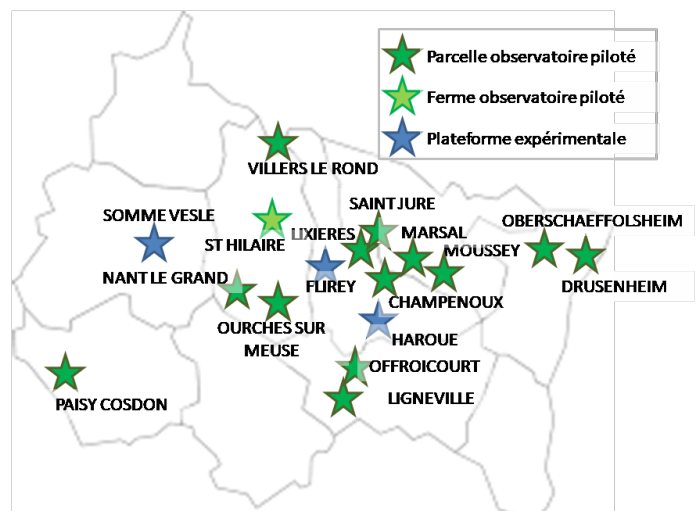 Parcelle observatoire piloté
Ferme observatoire piloté
Plateforme expérimentale
VILLERS LE ROND
SAINT JURE
SOMME VESLE
OBERSCHAEFFOLSHEIM
LIXIERES
MARSAL
ST HILAIRE
MOUSSEY
NANT LE GRAND
FLIREY
DRUSENHEIM
CHAMPENOUX
OURCHES SUR
MEUSE
HAROUE
OFFROICOURT
LIGNEVILLE
PAISY COSDON